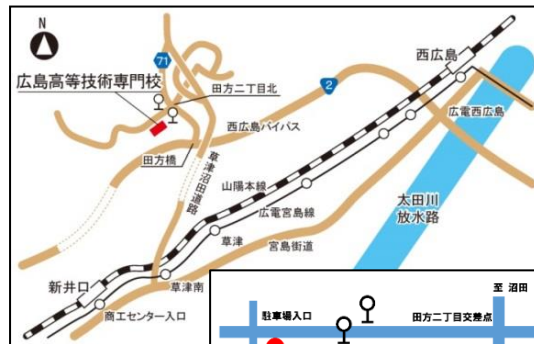 N
71
広島高等技術専門校
田方二丁目北
西広島
2
広電西広島
西広島バイパス
田方橋
草津沼田道路
山陽本線
広電宮島線
太田川
放水路
草津
宮島街道
新井口
草津南
商工センター入口
至 沼田
駐車場入口
田方二丁目交差点